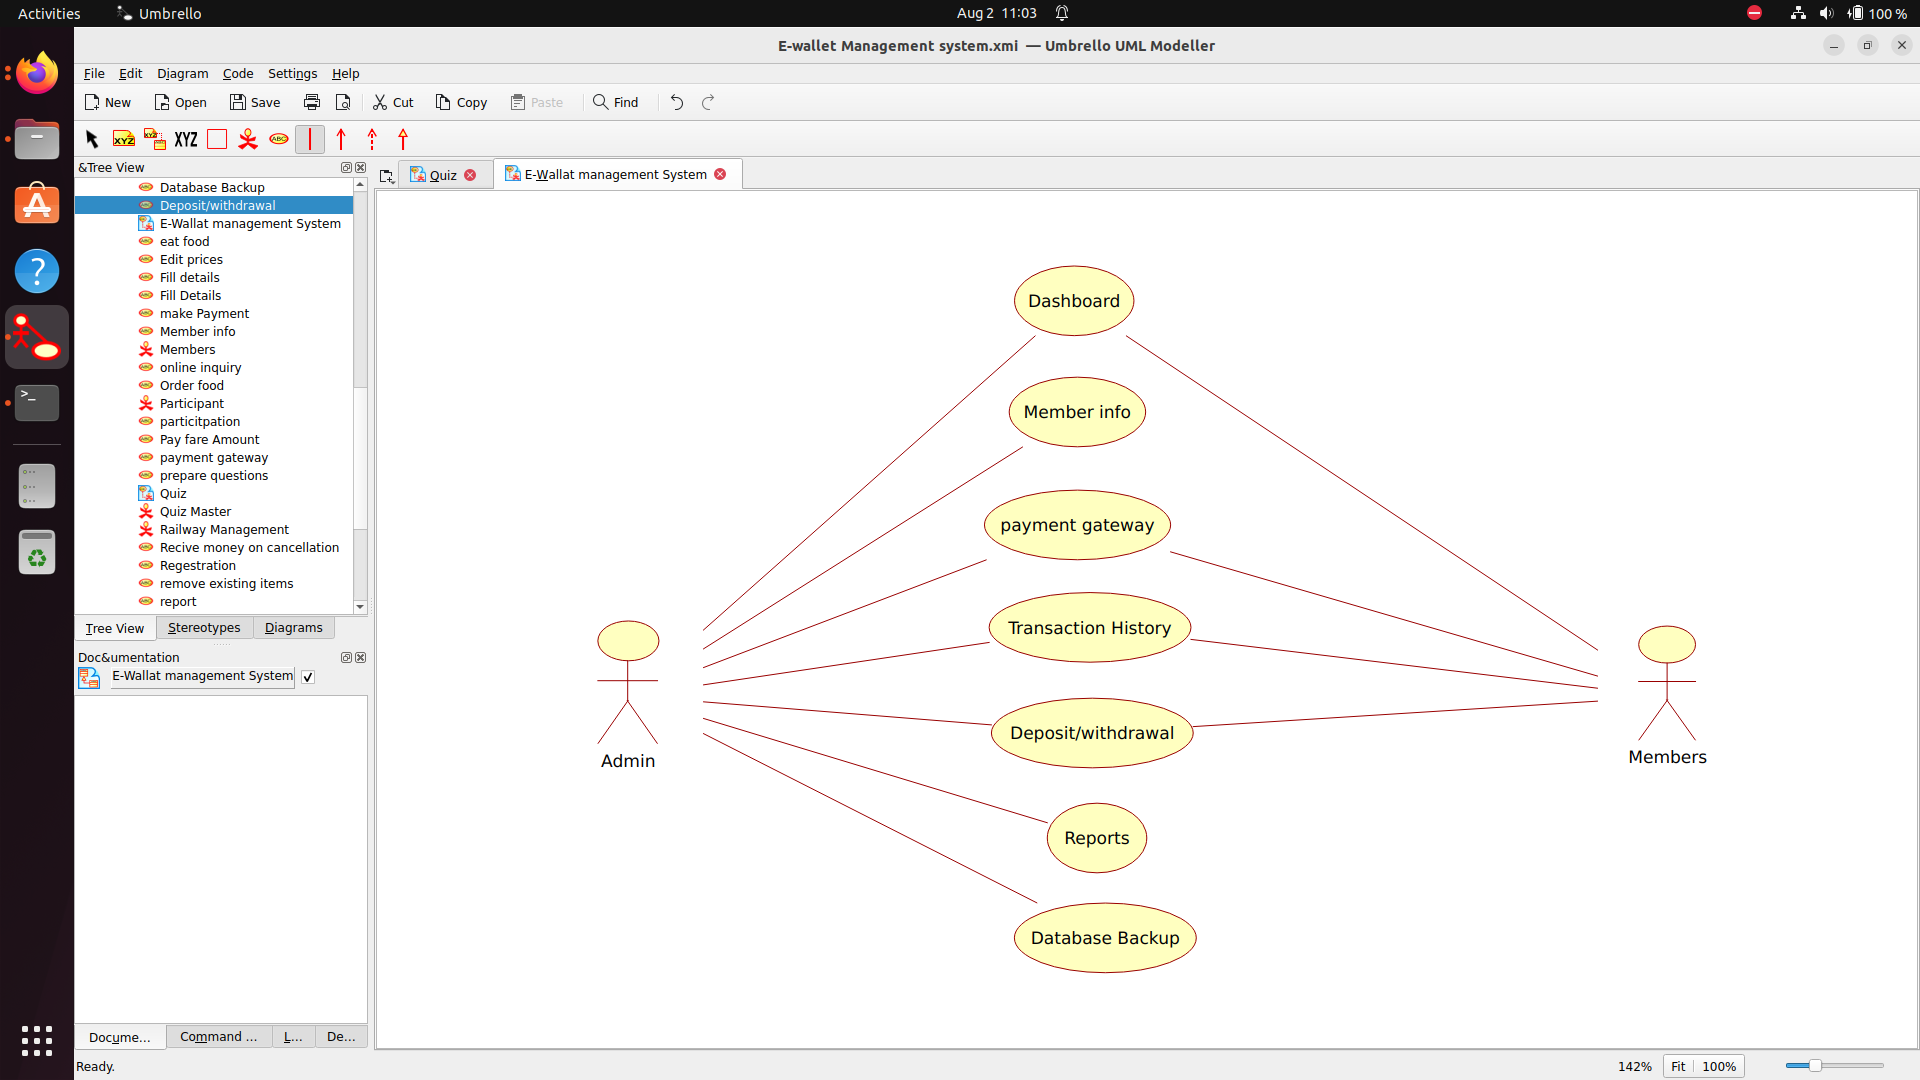 Activities Umbrello Aug 2 11:03 100 %
E-wallet Management system.xmi — Umbrello UML Modeller
File Edit Diagram Code Settings Help
New Open Save Cut Copy Paste Find
XYZ XYZ XYZ ABC
&Tree View
Quiz E-Wallat management System
Database Backup
Deposit/withdrawal
E-Wallat management System
eat food
Edit prices
Fill details
Fill Details
make Payment
Member info
Members
online inquiry
Order food
Participant
particitpation
Pay fare Amount
payment gateway
prepare questions
Quiz
Quiz Master
Railway Management
Recive money on cancellation
Regestration
remove existing items
report
Tree View Stereotypes Diagrams
Doc&umentation
E-Wallat management System
Docume... Command ... L... De...
Ready.
Dashboard
Member info
payment gateway
Transaction History
Deposit/withdrawal
Reports
Database Backup
Admin
Members
142% Fit 100%